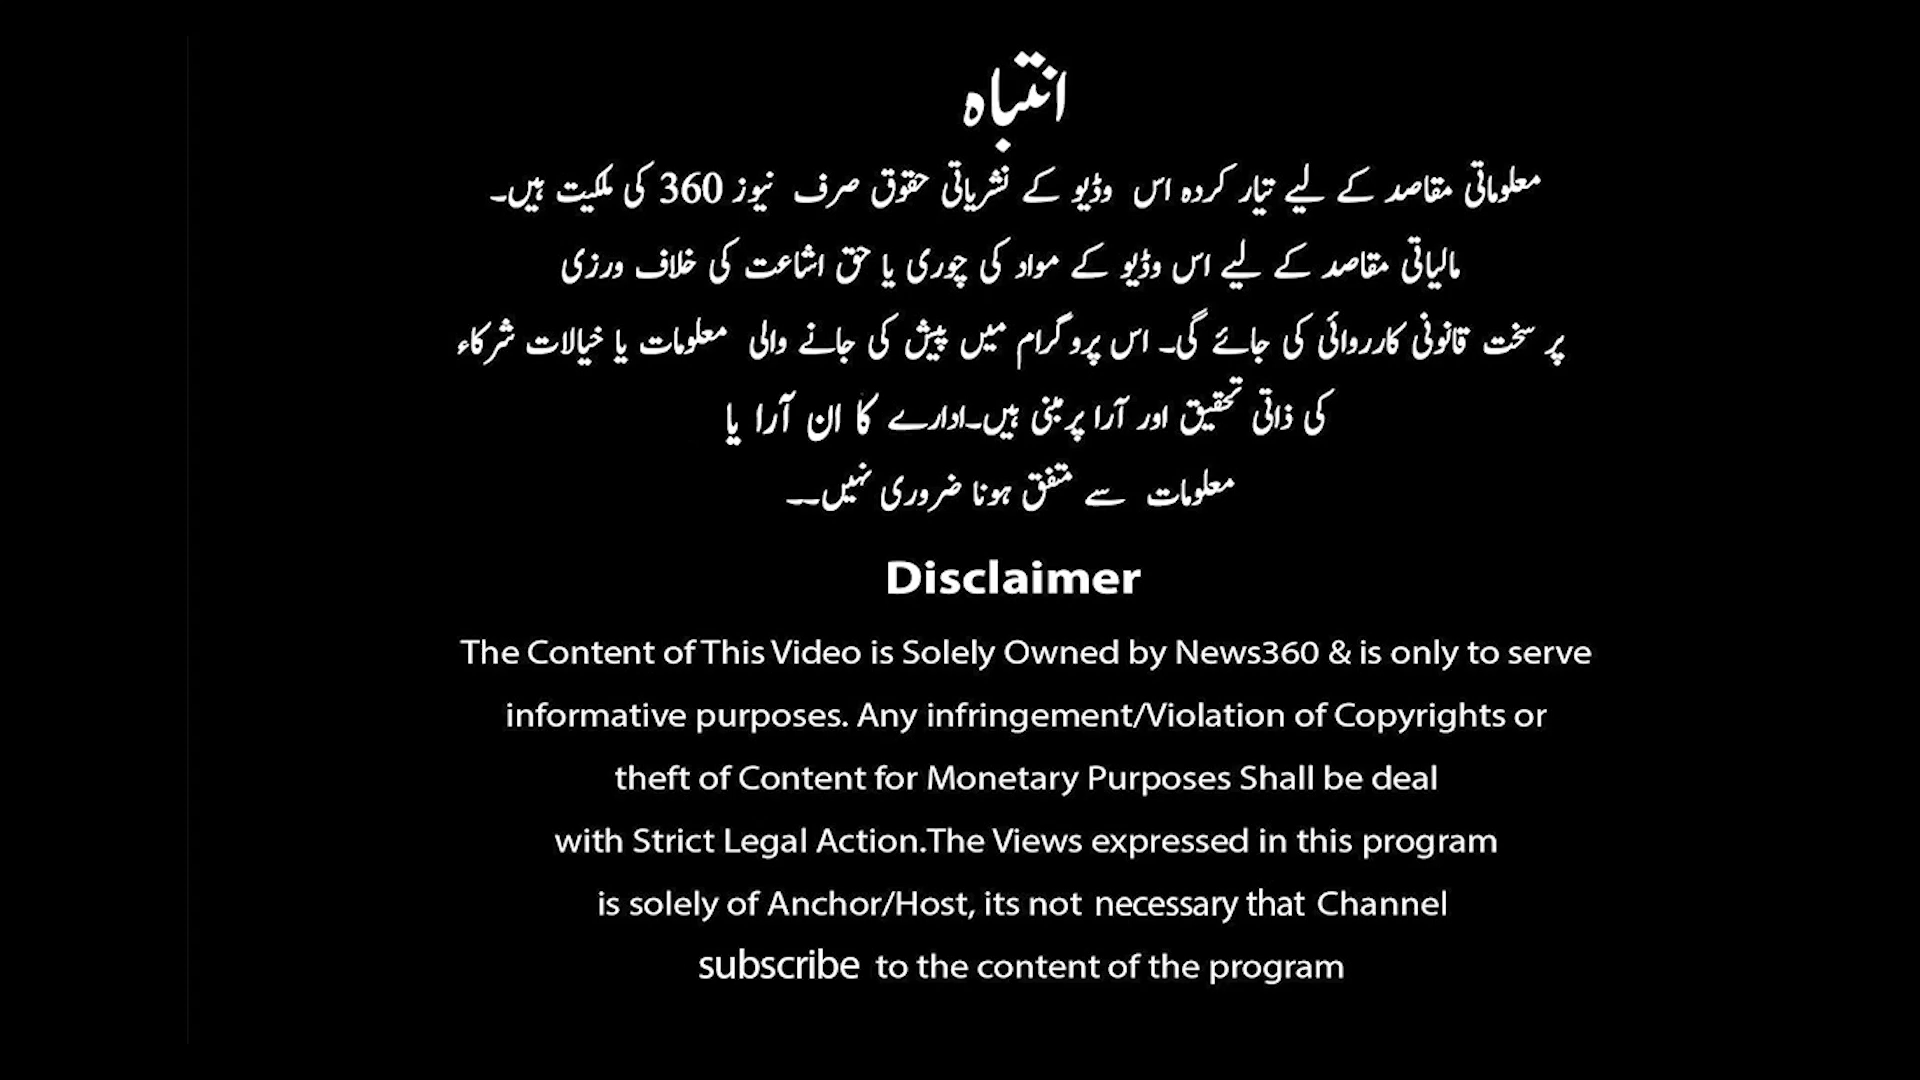 انتباہ
معلوماتی مقاصد کے لیے تیار کردہ اس وڈیو کے نشریاتی حقوق صرف نیوز 360 کی ملکیت ہیں۔
مالیاتی مقاصد کے لیے اس وڈیو کے مواد کی چوری یا حق اشاعت کی خلاف ورزی
پر سخت قانونی کارروائی کی جائے گی۔ اس پروگرام میں پیش کی جانے والی معلومات یا خیالات شرکاء
کی ذاتی تحقیق اور آرا پر مبنی ہیں۔ادارے کا ان آرا یا
معلومات سے متفق ہونا ضروری نہیں۔۔
Disclaimer
The Content of This Video is Solely Owned by News360 & is only to serve
informative purposes. Any infringement/Violation of Copyrights or
theft of Content for Monetary Purposes Shall be deal
with Strict Legal Action.The Views expressed in this program
is solely of Anchor/Host, its not necessary that Channel
subscribe to the content of the program